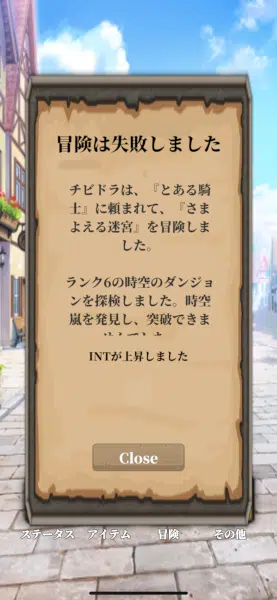 冒険は失敗しました
チビドラは、『とある騎
士』に頼まれて、『さま
よえる迷宮』を冒険しま
した。
ランク6の時空のダンジョ
ンを探検しました。時空
嵐を発見し、突破できま
INTが上昇しました
Close
ステータス アイテム 冒険 その他